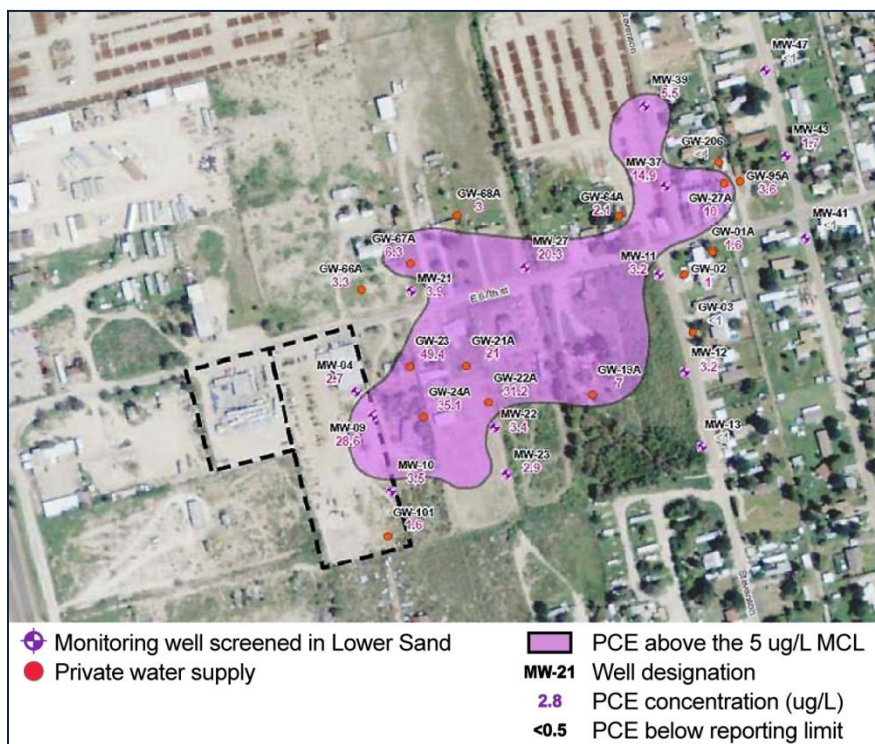 Stevenson
MW-47
<1
MW-39
5.5
MW-43
1.7
GW-206
<1
MW-37
14.9
GW-95A
3.6
GW-27A
10
GW-68A
3
GW-64A
2.1
MW-41
<1
GW-01A
1.6
GW-67A
6.3
MW-27
20.3
MW-11
3.2
GW-66A
3.3
MW-21
3.9
GW-02
1
E 67th st
GW-03
<1
GW-23
49.4
GW-21A
21
MW-12
3.2
MW-04
2.7
GW-19A
7
GW-24A
35.1
GW-22A
31.2
MW-09
28.6
MW-22
3.4
MW-13
<1
MW-23
2.9
MW-10
3.5
GW-101
1.6
Stevenson
Monitoring well screened in Lower Sand
Private water supply
PCE above the 5 ug/L MCL
MW-21 Well designation
2.8 PCE concentration (ug/L)
<0.5 PCE below reporting limit